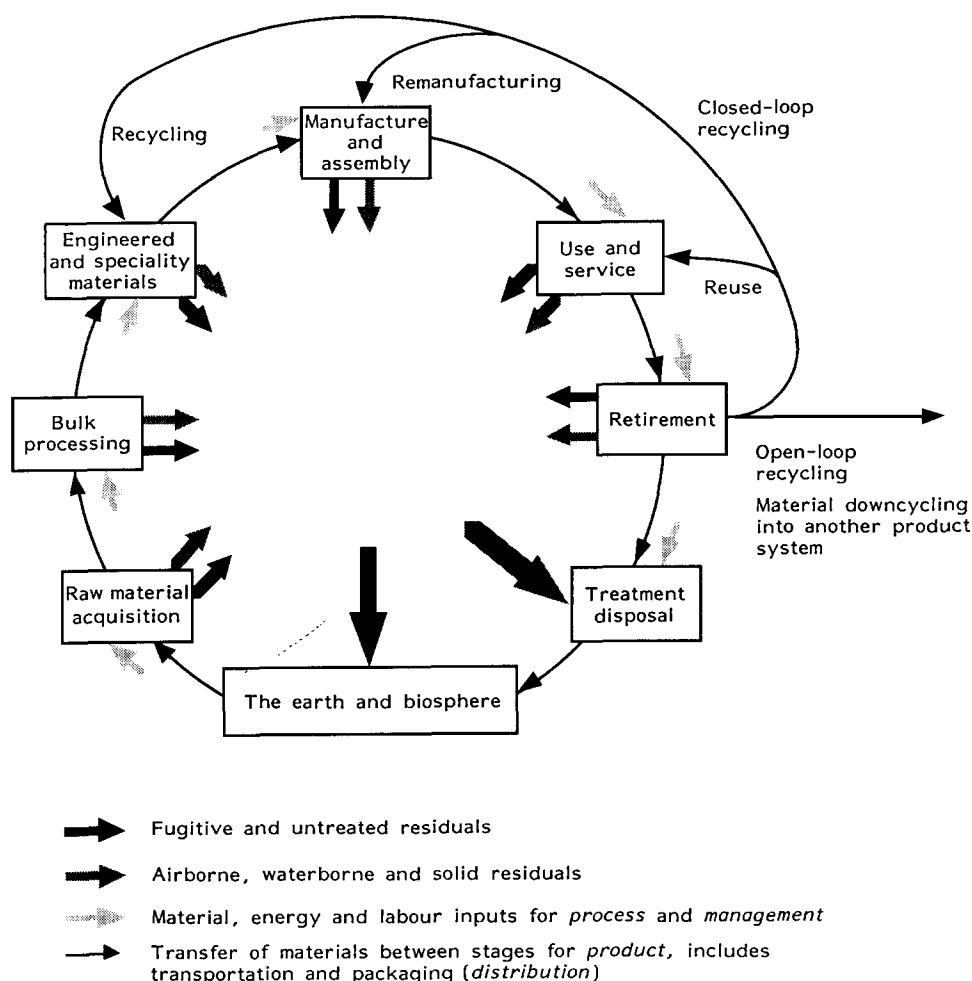 Remanufacturing
Closed-loop
recycling
Recycling
Manufacture
and
assembly
Engineered
and speciality
materials
Use and
service
Reuse
Bulk
processing
Retirement
Open-loop
recycling
Material downcycling
into another product
system
Raw material
acquisition
Treatment
disposal
The earth and biosphere
Fugitive and untreated residuals
Airborne, waterborne and solid residuals
Material, energy and labour inputs for process and management
Transfer of materials between stages for product, includes
transportation and packaging (distribution)